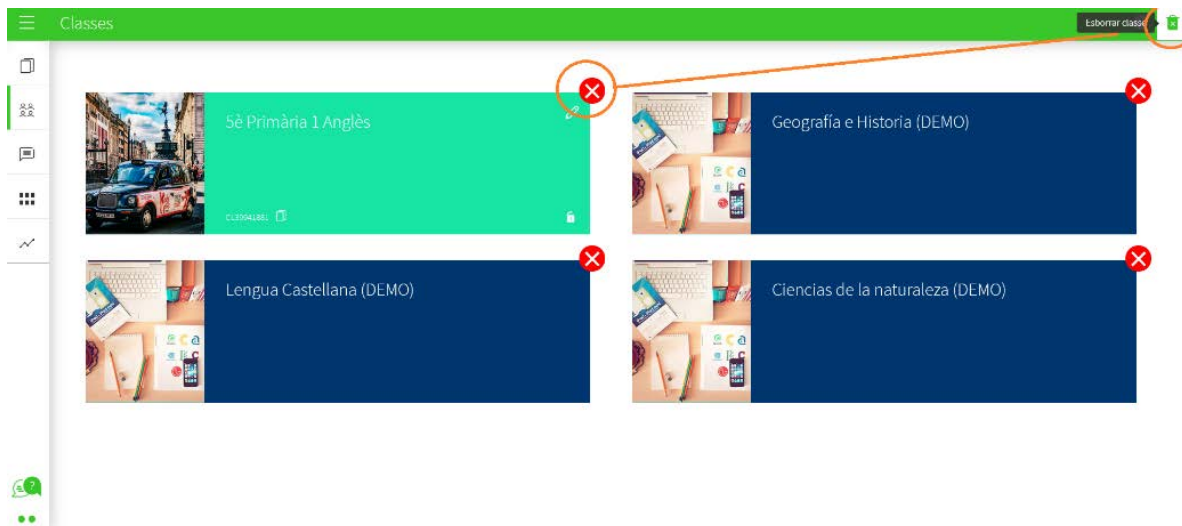 Classes
Esborrar classe
5è Primària 1 Anglès
Geografía e Historia (DEMO)
Lengua Castellana (DEMO)
Ciencias de la naturaleza (DEMO)
?